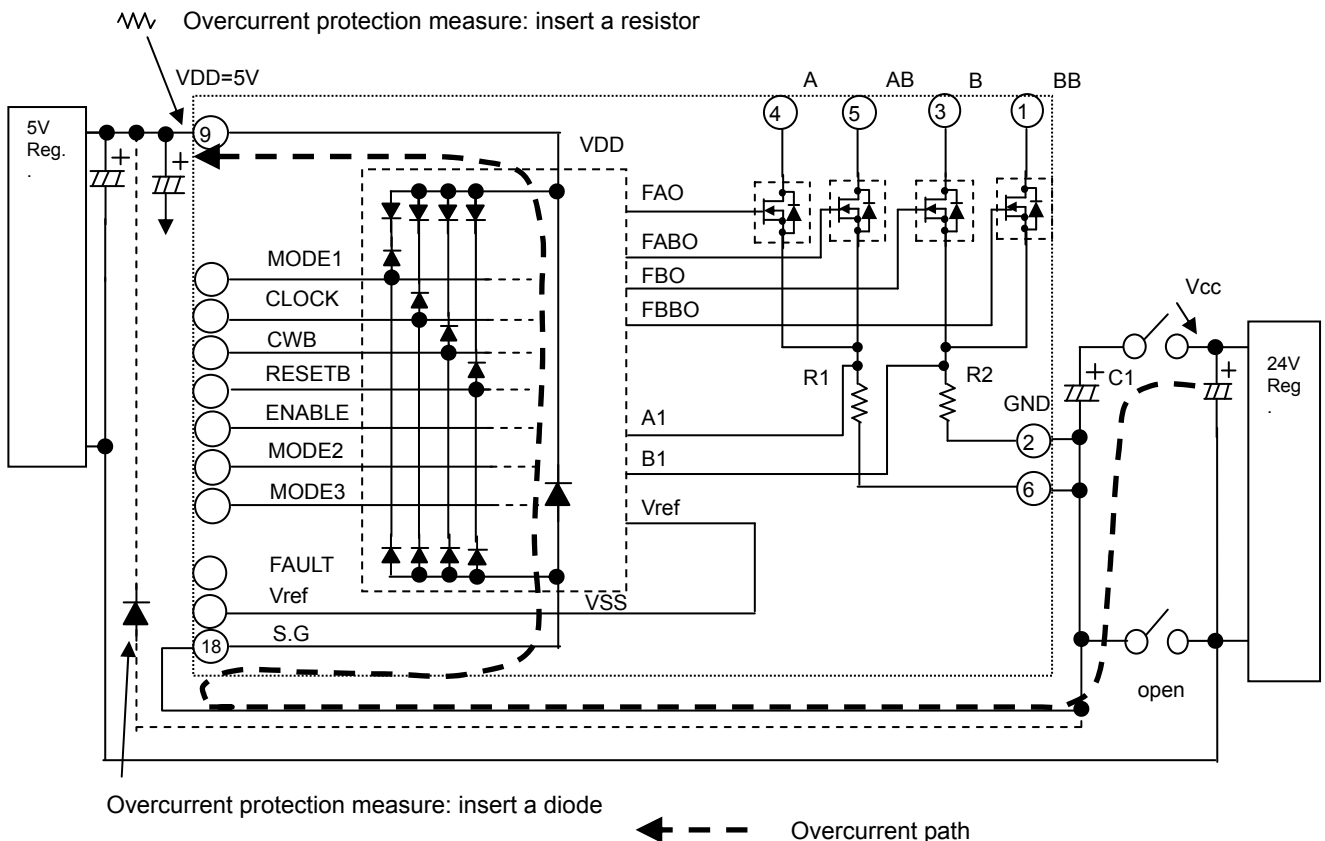 Overcurrent protection measure: insert a resistor
VDD=5V
A
AB
B
BB
5V
Reg.
.
9
4
5
3
1
VDD
FAO
FABO
FBO
FBBO
MODE1
CLOCK
CWB
RESETB
ENABLE
MODE2
MODE3
FAULT
Vref
S.G
18
VSS
A1
B1
Vref
R1
R2
GND
2
6
+
+
+
C1
+
Vcc
24V
Reg
.
open
Overcurrent protection measure: insert a diode
Overcurrent path